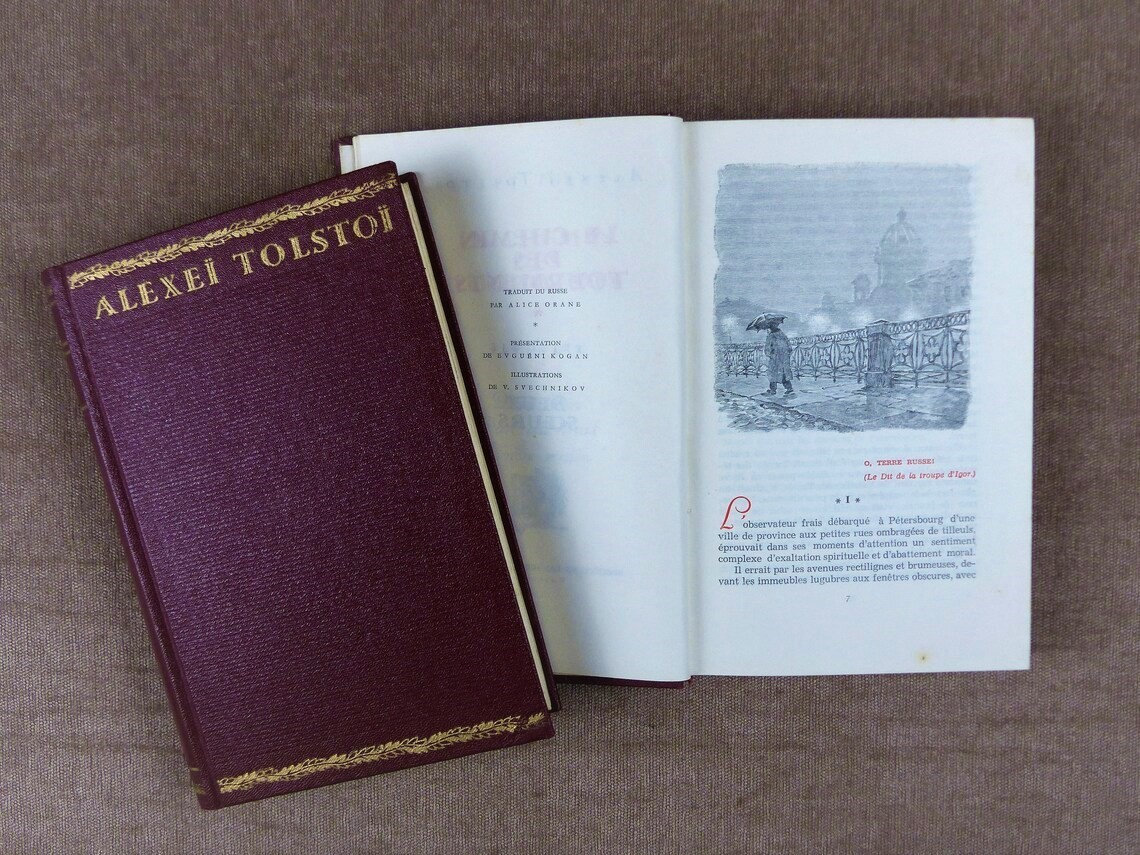 ALEXEÏ TOLSTOÏ
TRADUIT DU RUSSE
PAR ALICE ORANE
*
PRÉSENTATION
DE EVGUÉNI KOGAN
ILLUSTRATIONS
DE V. SVECHNIKOV
O, TERRE RUSSE!
(Le Dit de la troupe d'Igor.)
* I *
L'observateur frais débarqué à Pétersbourg d'une
ville de province aux petites rues ombragées de tilleuls,
éprouvait dans ses moments d'attention un sentiment
complexe d'exaltation spirituelle et d'abattement moral.
Il errait par les avenues rectilignes et brumeuses, de-
vant les immeubles lugubres aux fenêtres obscures, avec
7